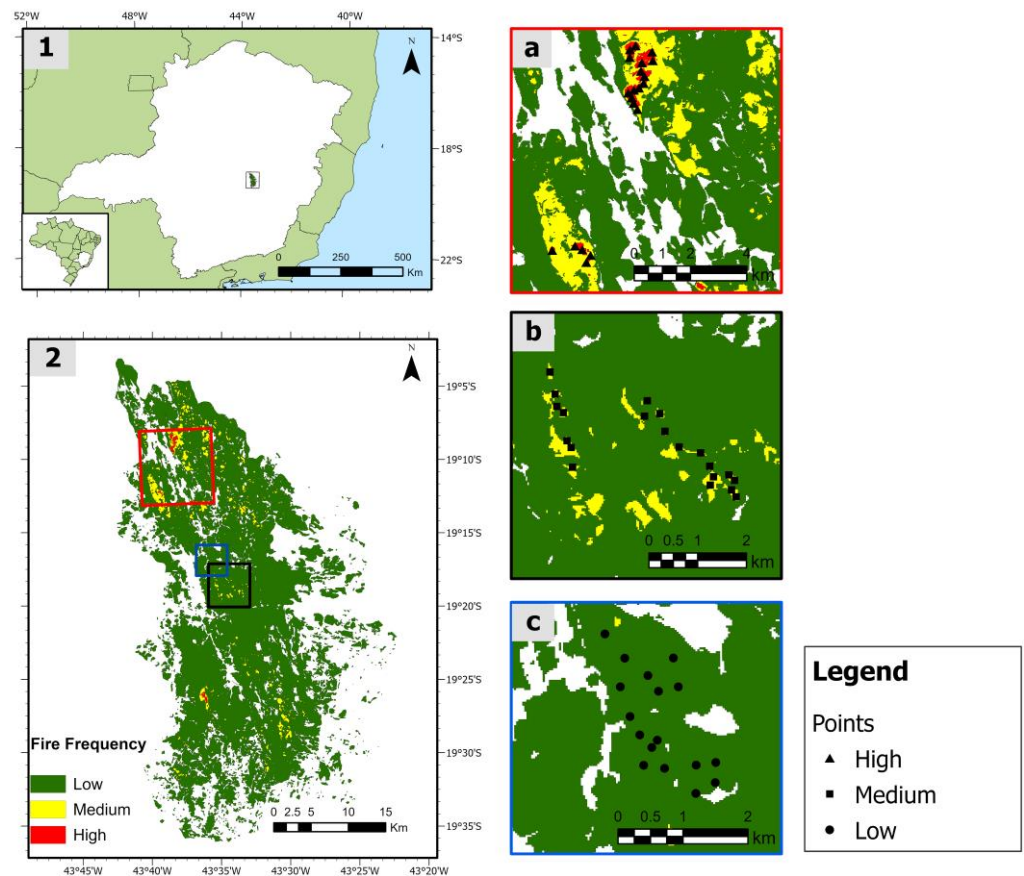 52°W 48°W 44°W 40°W
1
N
14°S
18°S
22°S
0 250 500
Km
a
0 1 2 4
km
2
N
19°5'S
19°10'S
19°15'S
19°20'S
19°25'S
19°30'S
19°35'S
Fire Frequency
Low
Medium
High
0 2.5 5 10 15
Km
43°45'W 43°40'W 43°35'W 43°30'W 43°25'W 43°20'W
b
0 0.5 1 2
km
c
0 0.5 1 2
km
Legend
Points
High
Medium
Low